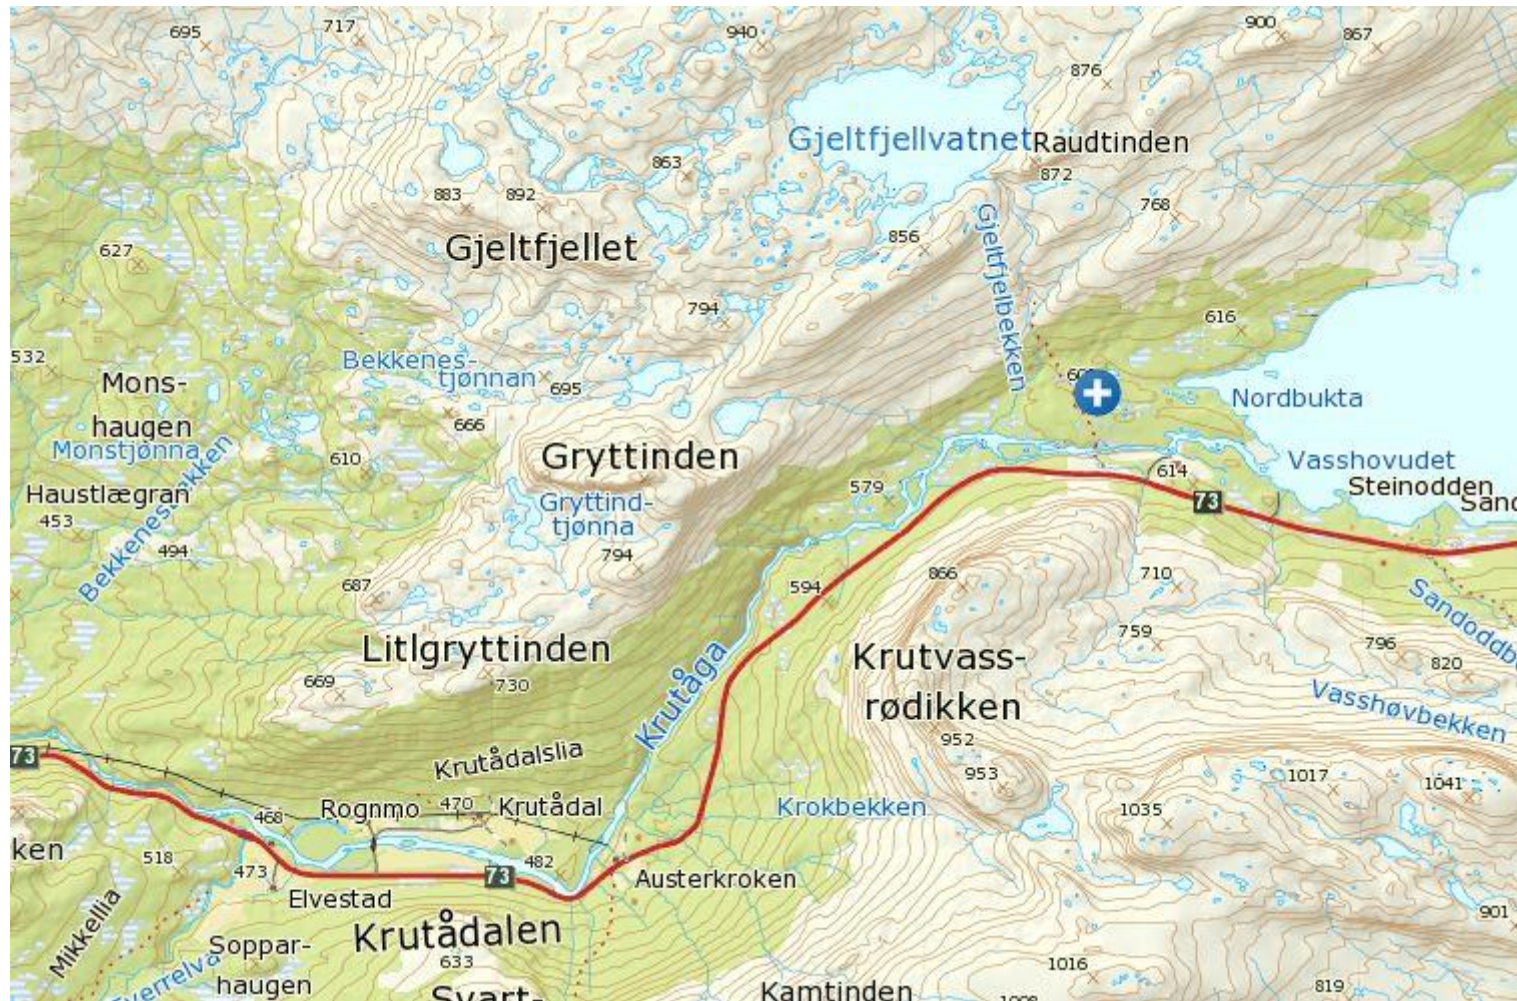 695
717
940
900
867
876
Gjeltfjellvatnet
Raudtinden
863
872
883
892
768
Gjeltfjelbekken
856
Gjeltfjellet
627
794
616
532
Bekkenes-
tjønnan
695
Mons-
haugen
666
Nordbukta
Monstjønna
Bekkenesbekken
610
Gryttinden
Vasshovudet
614
Steinodden
Haustlægran
453
Gryttind-
tjønna
579
73
494
794
687
594
866
710
Sandoddb
759
796
820
Litlgryttinden
Krutåga
Krutvass-
rødikken
669
730
Vasshøvbekken
952
953
73
Krutådalslia
1017
1041
1035
468
Rognmo
470
Krutådal
Krokbekken
ken
518
473
482
73
Austerkroken
Elvestad
901
Mikkellia
Krutådalen
Soppar-
haugen
633
1016
819
Kamtinden
Svart-